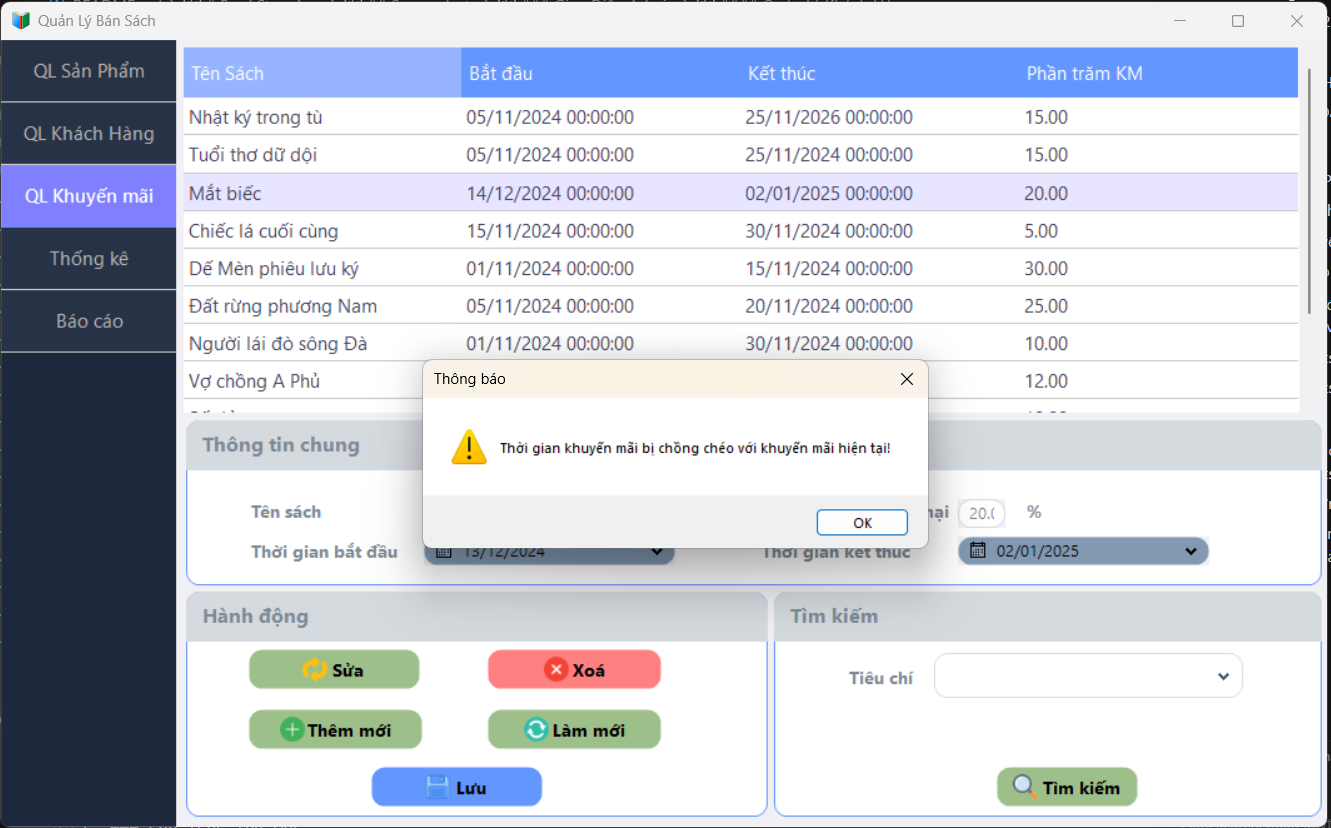 Quản Lý Bán Sách
QL Sản Phẩm
QL Khách Hàng
QL Khuyến mãi
Thống kê
Báo cáo
Tên Sách Bắt đầu Kết thúc Phần trăm KM
Nhật ký trong tù 05/11/2024 00:00:00 25/11/2026 00:00:00 15.00
Tuổi thơ dữ dội 05/11/2024 00:00:00 25/11/2024 00:00:00 15.00
Mắt biếc 14/12/2024 00:00:00 02/01/2025 00:00:00 20.00
Chiếc lá cuối cùng 15/11/2024 00:00:00 30/11/2024 00:00:00 5.00
Dế Mèn phiêu lưu ký 01/11/2024 00:00:00 15/11/2024 00:00:00 30.00
Đất rừng phương Nam 05/11/2024 00:00:00 20/11/2024 00:00:00 25.00
Người lái đò sông Đà 01/11/2024 00:00:00 30/11/2024 00:00:00 10.00
Vợ chồng A Phủ 12.00
Thông báo
Thời gian khuyến mãi bị chồng chéo với khuyến mãi hiện tại!
OK
Thông tin chung
Tên sách
20.0 %
Thời gian bắt đầu 13/12/2024 Thời gian kết thúc 02/01/2025
Hành động
Sửa Xoá
Thêm mới Làm mới
Lưu
Tìm kiếm
Tiêu chí
Tìm kiếm